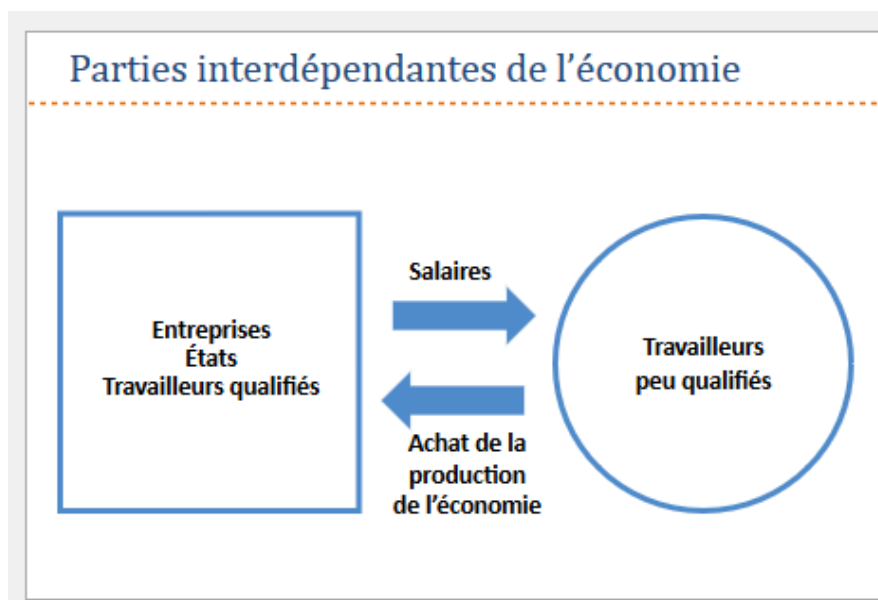 Parties interdépendantes de l'économie
Entreprises
États
Travailleurs qualifiés
Salaires
Achat de la
production
de l'économie
Travailleurs
peu qualifiés